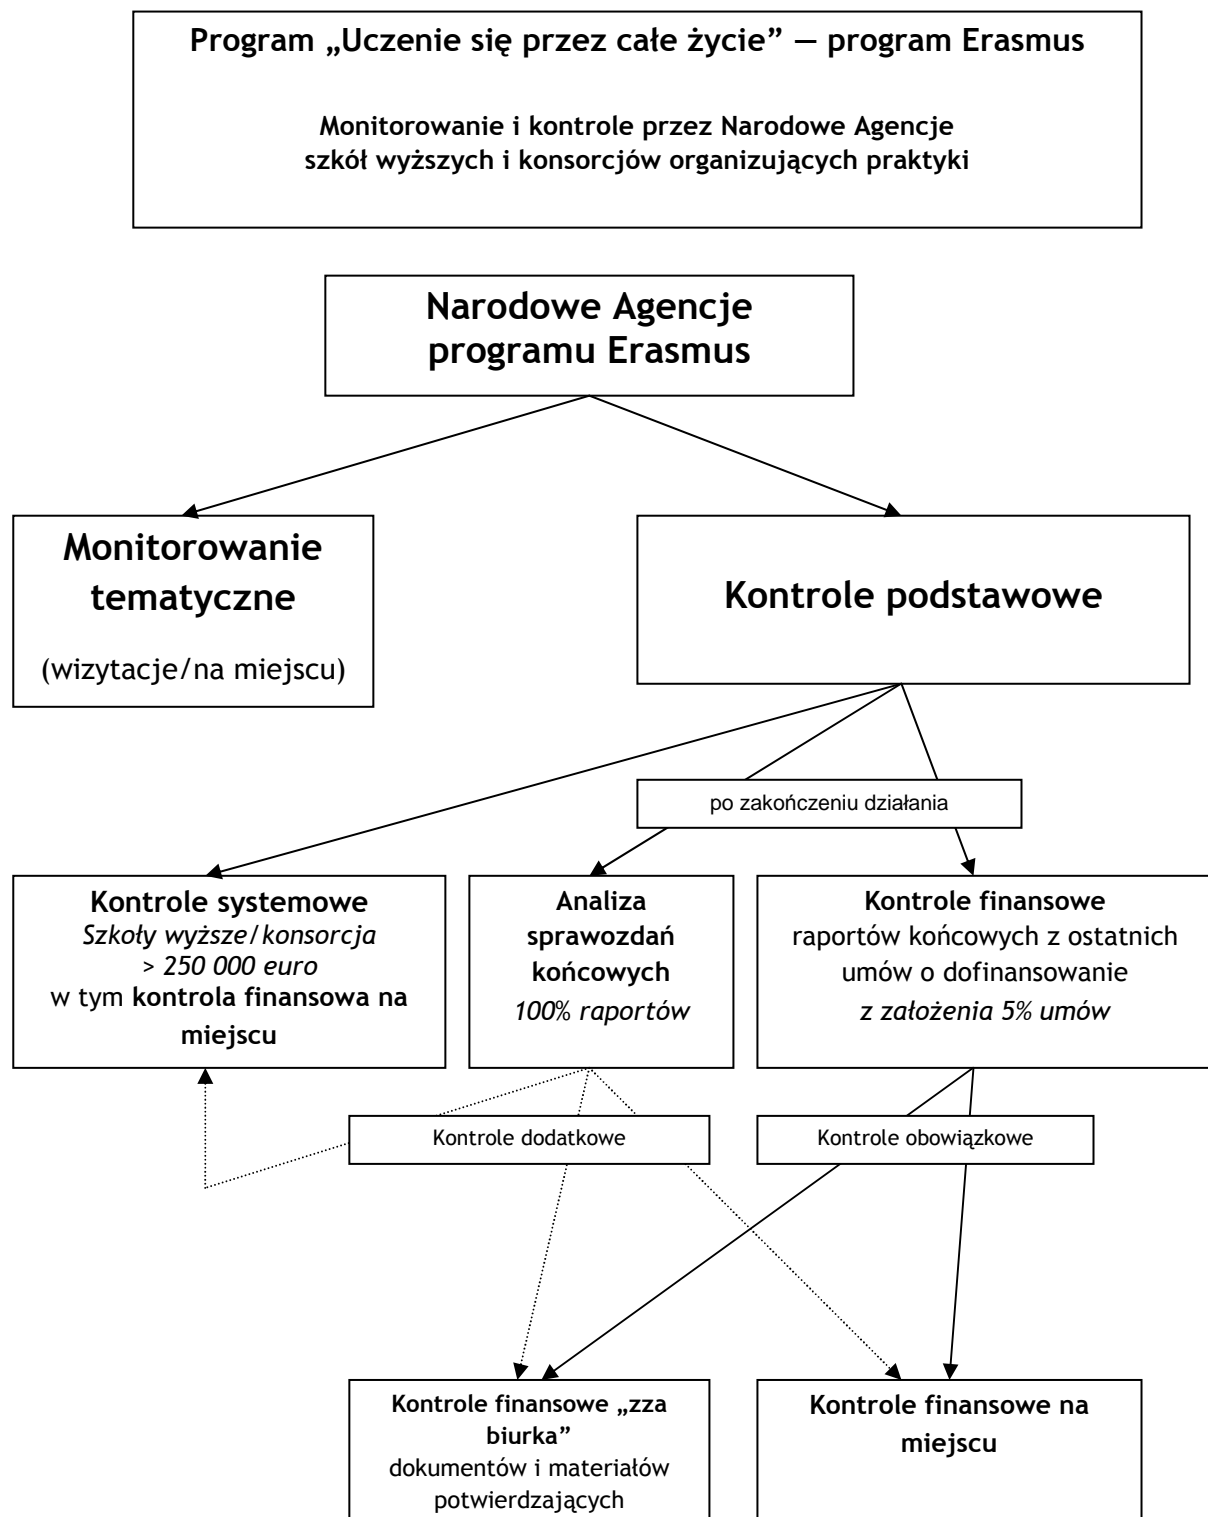 Program „Uczenie się przez całe życie” — program Erasmus
Monitorowanie i kontrole przez Narodowe Agencje
szkół wyższych i konsorcjów organizujących praktyki
Narodowe Agencje
programu Erasmus
Monitorowanie
tematyczne
(wizytacje/na miejscu)
Kontrole podstawowe
po zakończeniu działania
Kontrole systemowe
Szkoły wyższe/konsorcja
> 250 000 euro
w tym kontrola finansowa na
miejscu
Analiza
sprawozdań
końcowych
100% raportów
Kontrole finansowe
raportów końcowych z ostatnich
umów o dofinansowanie
z założenia 5% umów
Kontrole dodatkowe
Kontrole obowiązkowe
Kontrole finansowe „zza
biurka”
dokumentów i materiałów
potwierdzających
Kontrole finansowe na
miejscu